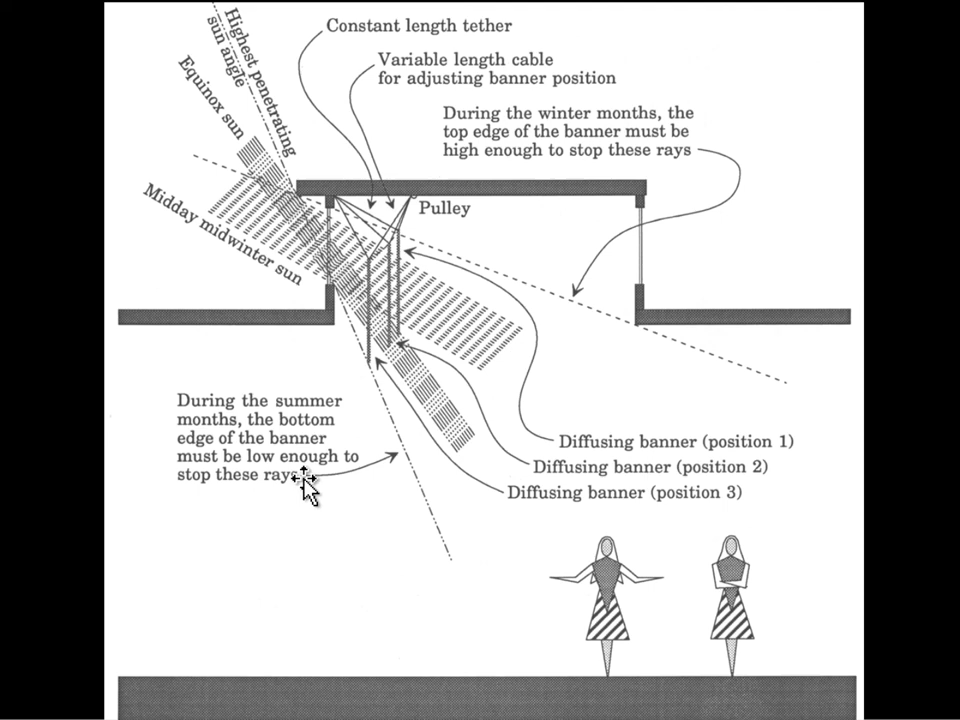 Constant length tether
Variable length cable
for adjusting banner position
During the winter months, the
top edge of the banner must be
high enough to stop these rays
Highest penetrating
sun angle
Equinox sun
Midday midwinter sun
Pulley
During the summer
months, the bottom
edge of the banner
must be low enough to
stop these rays
Diffusing banner (position 1)
Diffusing banner (position 2)
Diffusing banner (position 3)